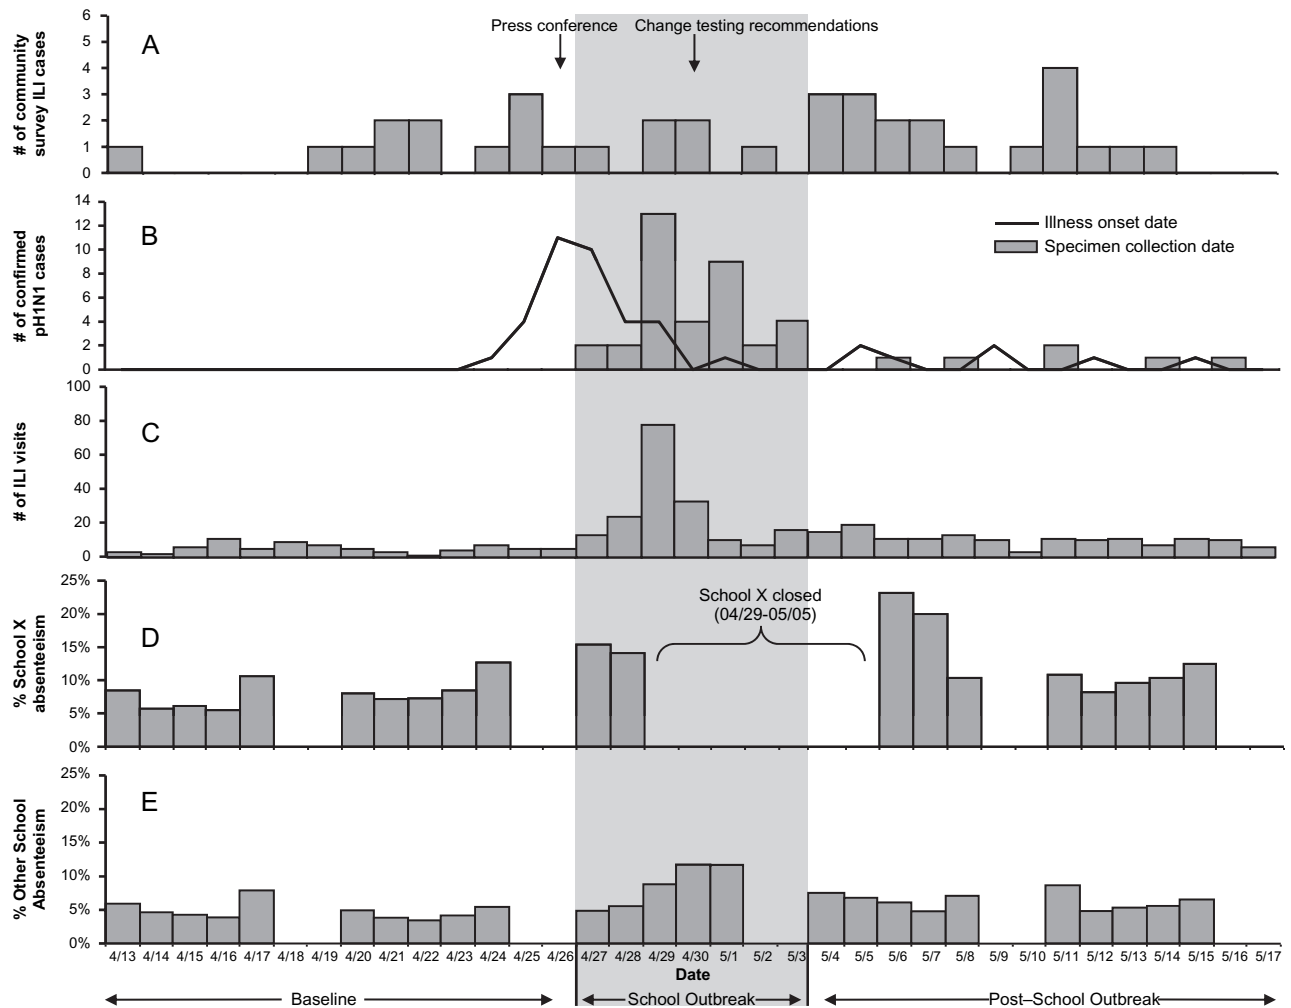 Press conference
Change testing recommendations
A
# of community
survey ILI cases
6
5
4
3
2
1
0
B
# of confirmed
pH1N1 cases
14
12
10
8
6
4
2
0
Illness onset date
Specimen collection date
C
# of ILI visits
100
80
60
40
20
0
D
% School X
absenteeism
25%
20%
15%
10%
5%
0%
School X closed
(04/29-05/05)
E
% Other School
Absenteeism
25%
20%
15%
10%
5%
0%
4/13 4/14 4/15 4/16 4/17 4/18 4/19 4/20 4/21 4/22 4/23 4/24 4/25 4/26 4/27 4/28 4/29 4/30 5/1 5/2 5/3 5/4 5/5 5/6 5/7 5/8 5/9 5/10 5/11 5/12 5/13 5/14 5/15 5/16 5/17
Date
Baseline School Outbreak Post–School Outbreak